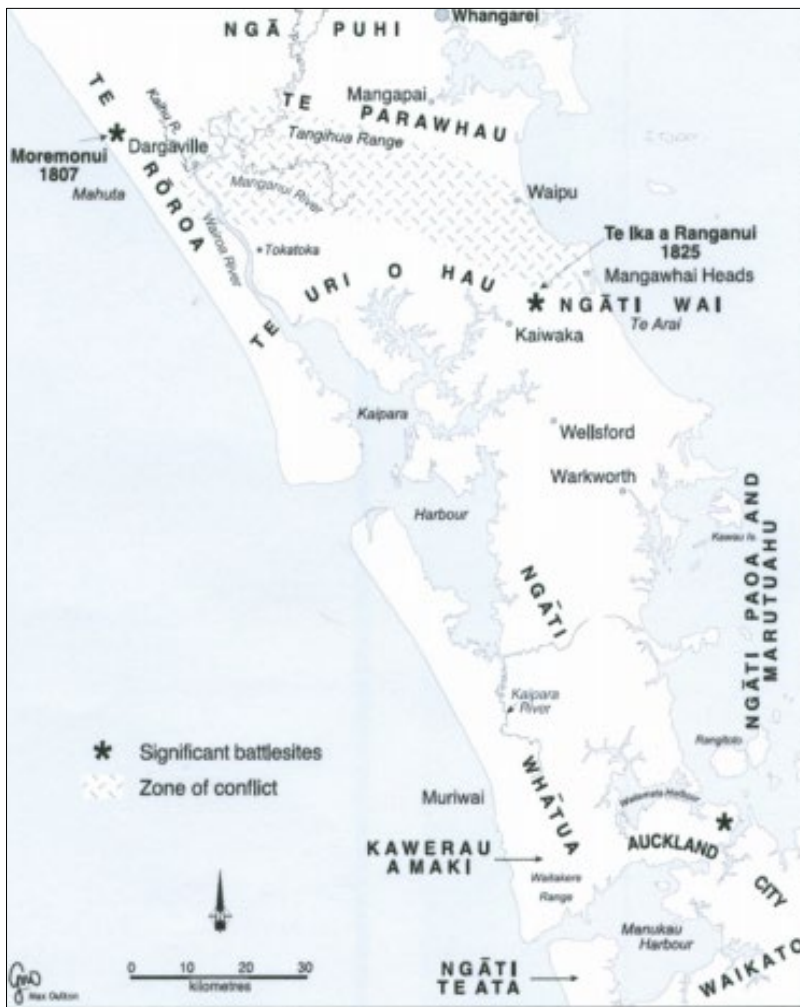 Whangarei
NGĀ PUHI
Mangapai
TE PARAWHAU
Kaihu R.
Tangihua Range
Moremonui
1807
Dargaville
Mahuta
TE RŌROA
Manganui River
Waipu
Wairoa River
Tokatoka
Te Ika a Ranganui
1825
Mangawhai Heads
TE URI O HAU
NGĀTI WAI
Te Arai
Kaiwaka
Kaipara
Wellsford
Warkworth
Harbour
Kawau Is.
NGĀTI PAOA AND
MARUTUAHU
NGĀTI
Kaipara
River
Rangitoto
Significant battlesites
Zone of conflict
Muriwai
WHĀTUA
Waitemata Harbour
KAWERAU
A MAKI
AUCKLAND
CITY
Waitakere
Range
Manukau
Harbour
N
0 10 20 30
kilometres
Max Oulton
NGĀTI
TE ATA
WAIKATO